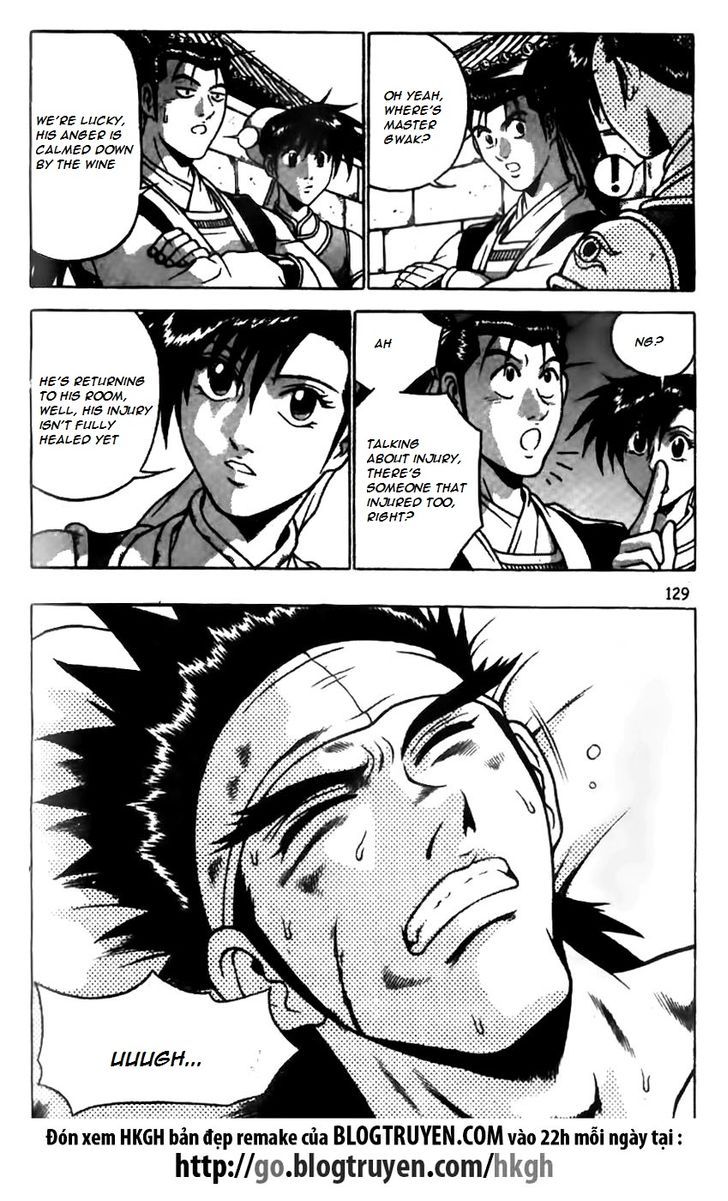 WE'RE LUCKY,
HIS ANGER IS
CALMED DOWN
BY THE WINE
OH YEAH,
WHERE'S
MASTER
GWAK?
!
HE'S RETURNING
TO HIS ROOM,
WELL, HIS INJURY
ISN'T FULLY
HEALED YET
AH
TALKING
ABOUT INJURY,
THERE'S
SOMEONE THAT
INJURED TOO,
RIGHT?
NG?
129
UUUGH...
Đón xem HKGH bản đẹp remake của BLOGTRUYEN.COM vào 22h mỗi ngày tại :
http://go.blogtruyen.com/hkgh